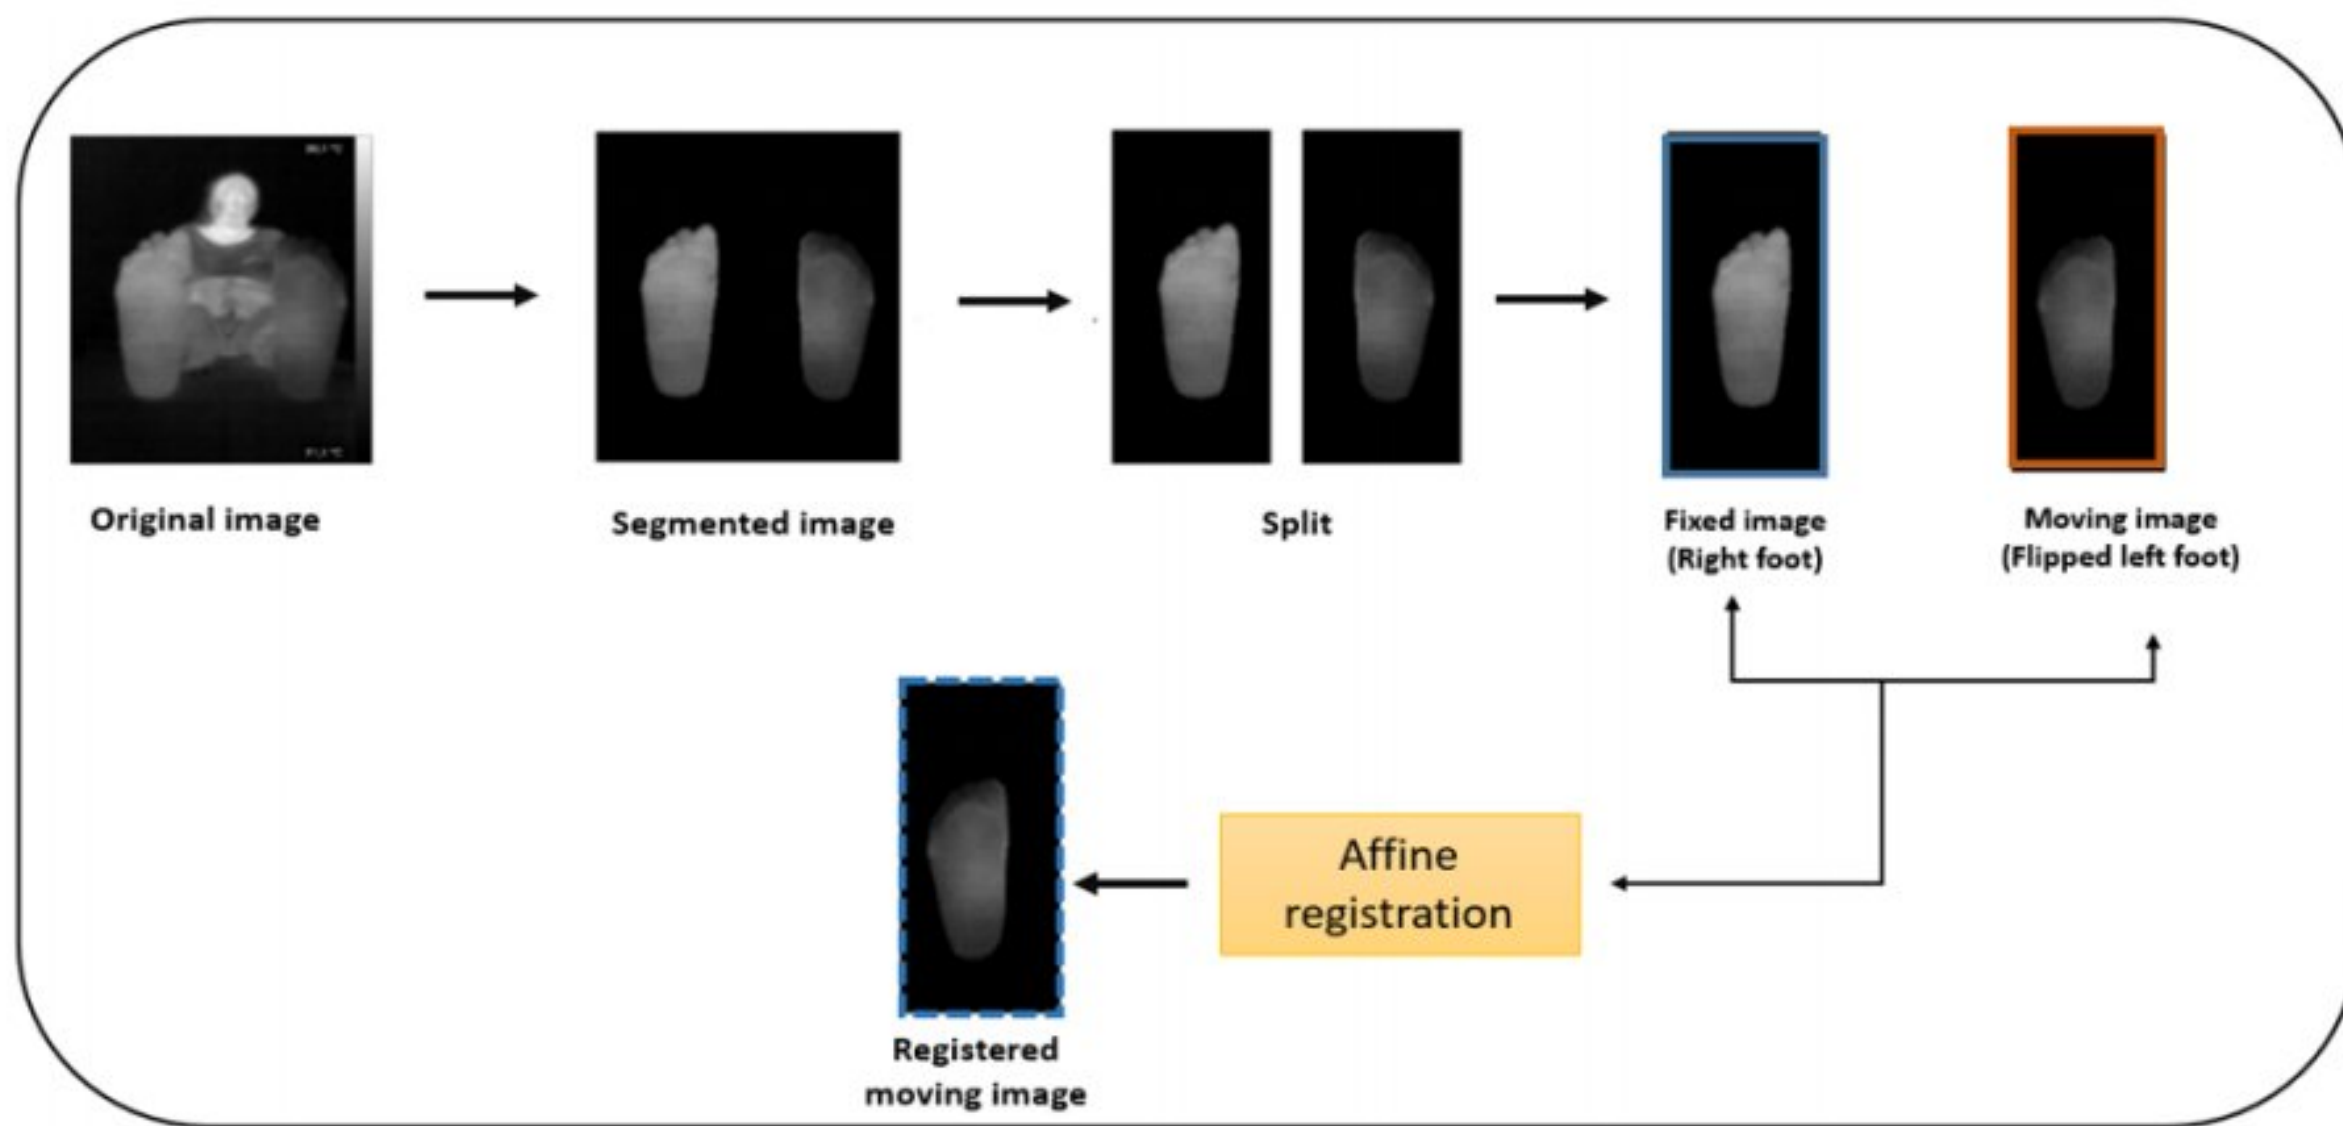 Original image
Segmented image
Split
Fixed image
(Right foot)
Moving image
(Flipped left foot)
Affine
registration
Registered
moving image